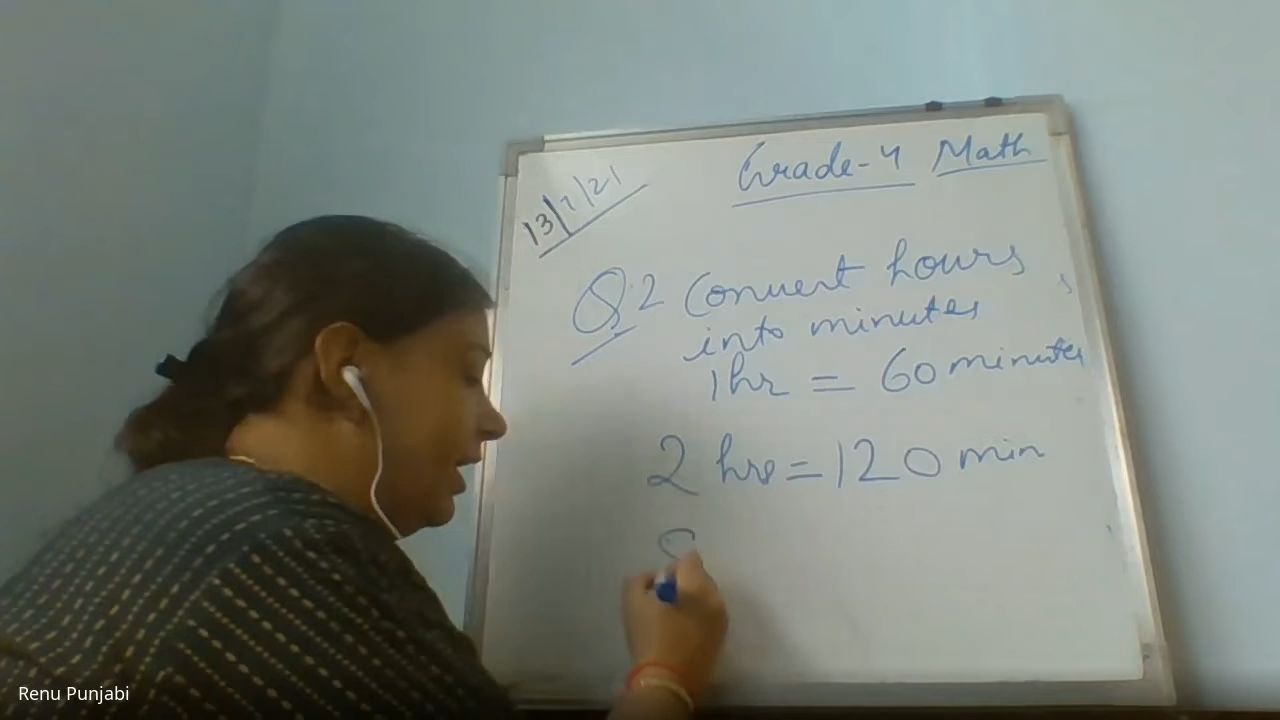 Grade-4 Math
13/7/21
Q.2 Convert hours
into minutes
1hr = 60 minutes
2 hrs = 120 min
Renu Punjabi